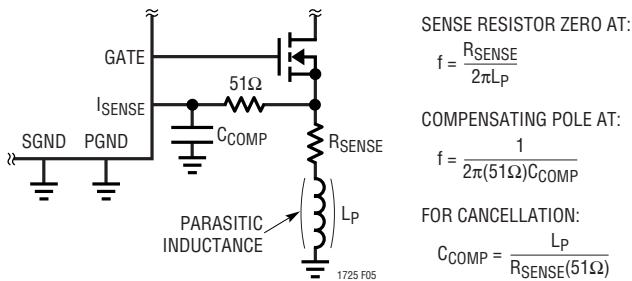 GATE
51Ω
ISENSE
CCOMP
SGND PGND
RSENSE
PARASITIC
INDUCTANCE
LP
1725 F05
SENSE RESISTOR ZERO AT:
f = RSENSE / 2πLP
COMPENSATING POLE AT:
f = 1 / 2π(51Ω)CCOMP
FOR CANCELLATION:
CCOMP = LP / RSENSE(51Ω)